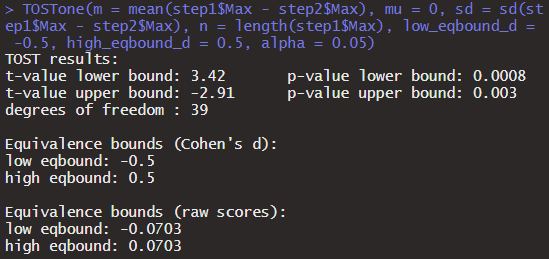 > TOSTone(m = mean(step1$Max - step2$Max), mu = 0, sd = sd(st
ep1$Max - step2$Max), n = length(step1$Max), low_eqbound_d =
 -0.5, high_eqbound_d = 0.5, alpha = 0.05)
TOST results:
t-value lower bound: 3.42 p-value lower bound: 0.0008
t-value upper bound: -2.91 p-value upper bound: 0.003
degrees of freedom : 39

Equivalence bounds (Cohen's d):
low eqbound: -0.5
high eqbound: 0.5

Equivalence bounds (raw scores):
low eqbound: -0.0703
high eqbound: 0.0703